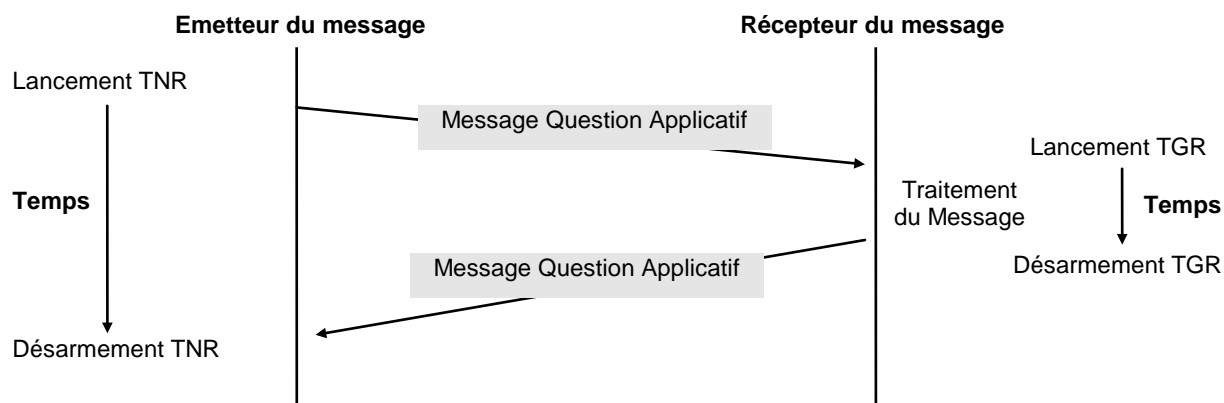 Emetteur du message
Récepteur du message
Lancement TNR
Message Question Applicatif
Lancement TGR
Temps
Traitement
du Message
Temps
Message Question Applicatif
Désarmement TGR
Désarmement TNR